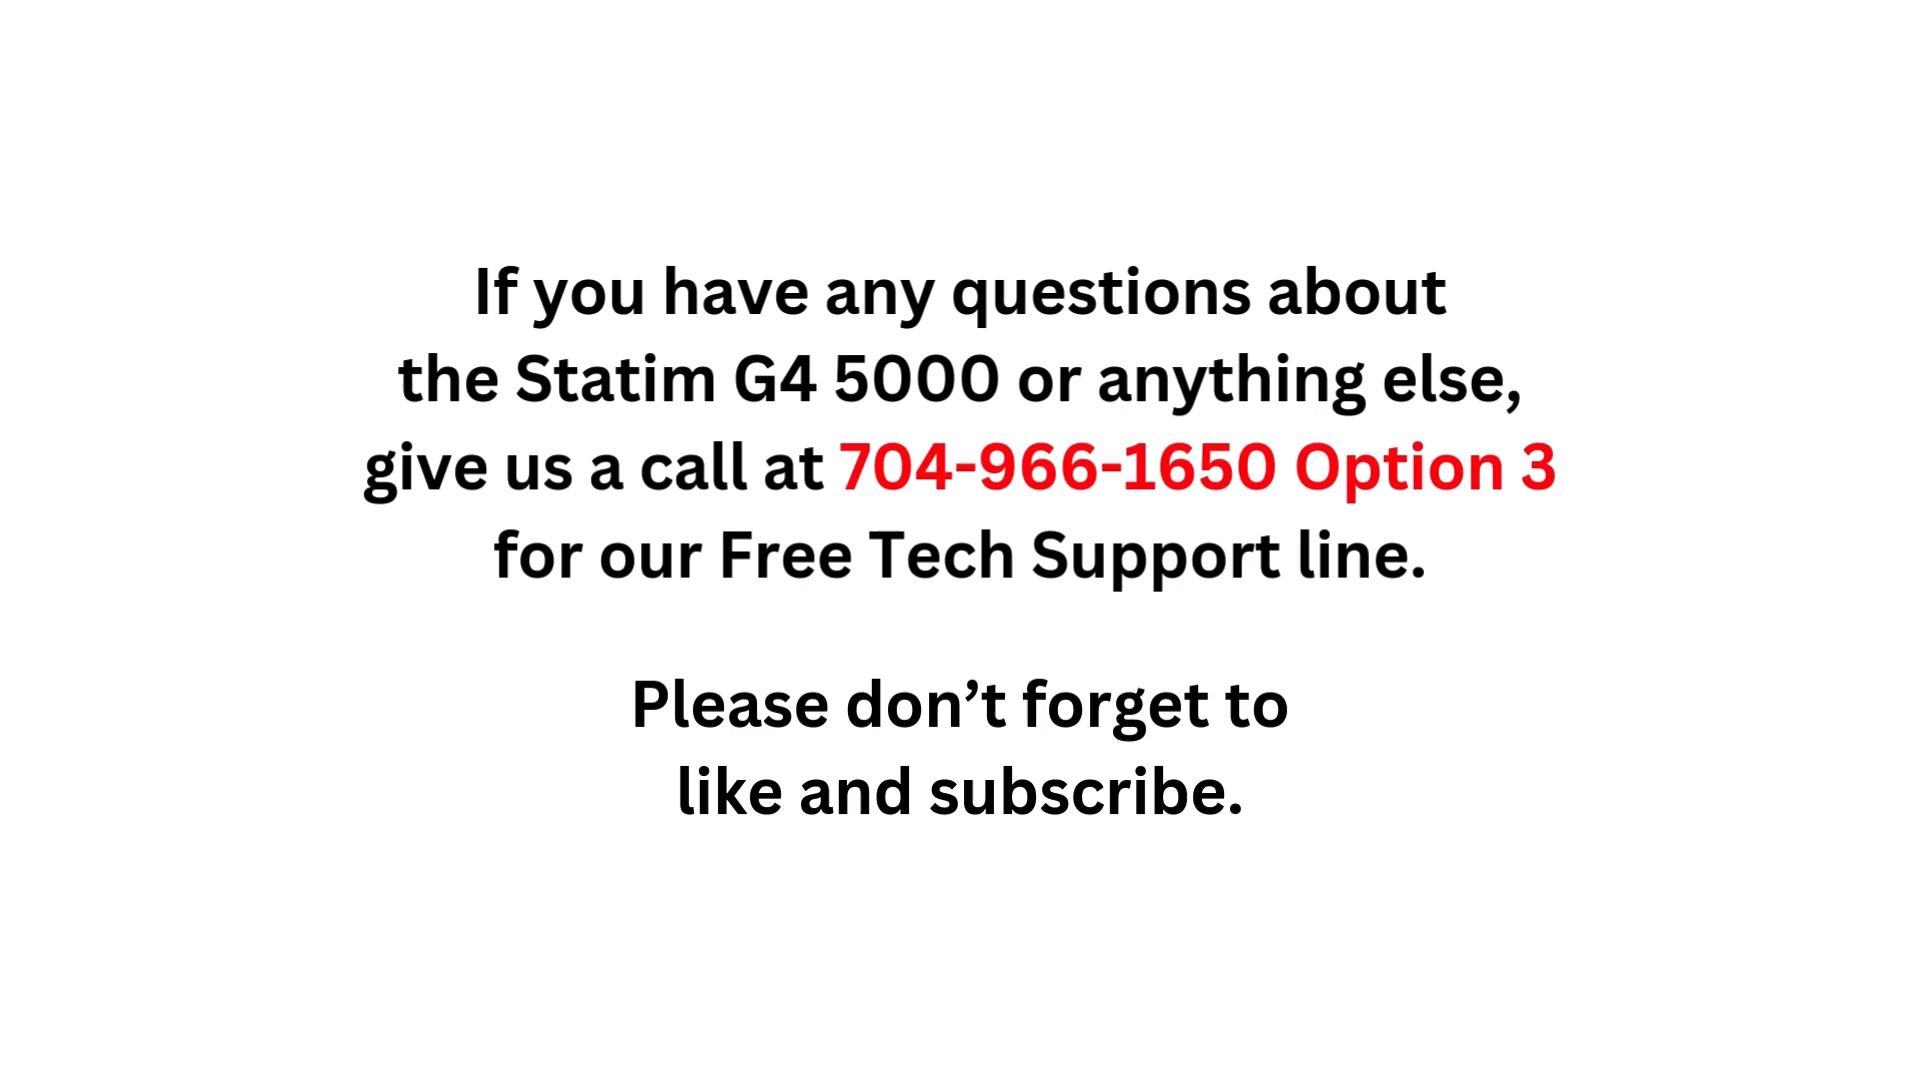 If you have any questions about
the Statim G4 5000 or anything else,
give us a call at 704-966-1650 Option 3
for our Free Tech Support line.
Please don’t forget to
like and subscribe.